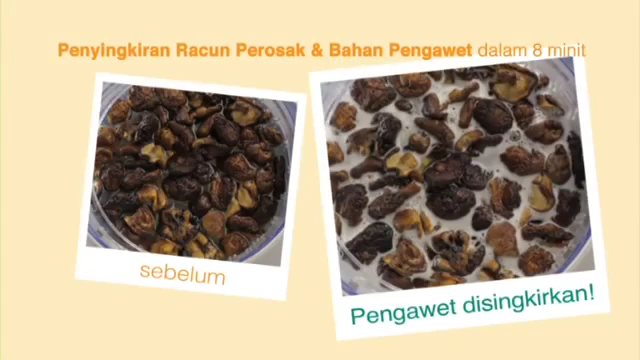 Penyingkiran Racun Perosak & Bahan Pengawet dalam 8 minit
sebelum
Pengawet disingkirkan!